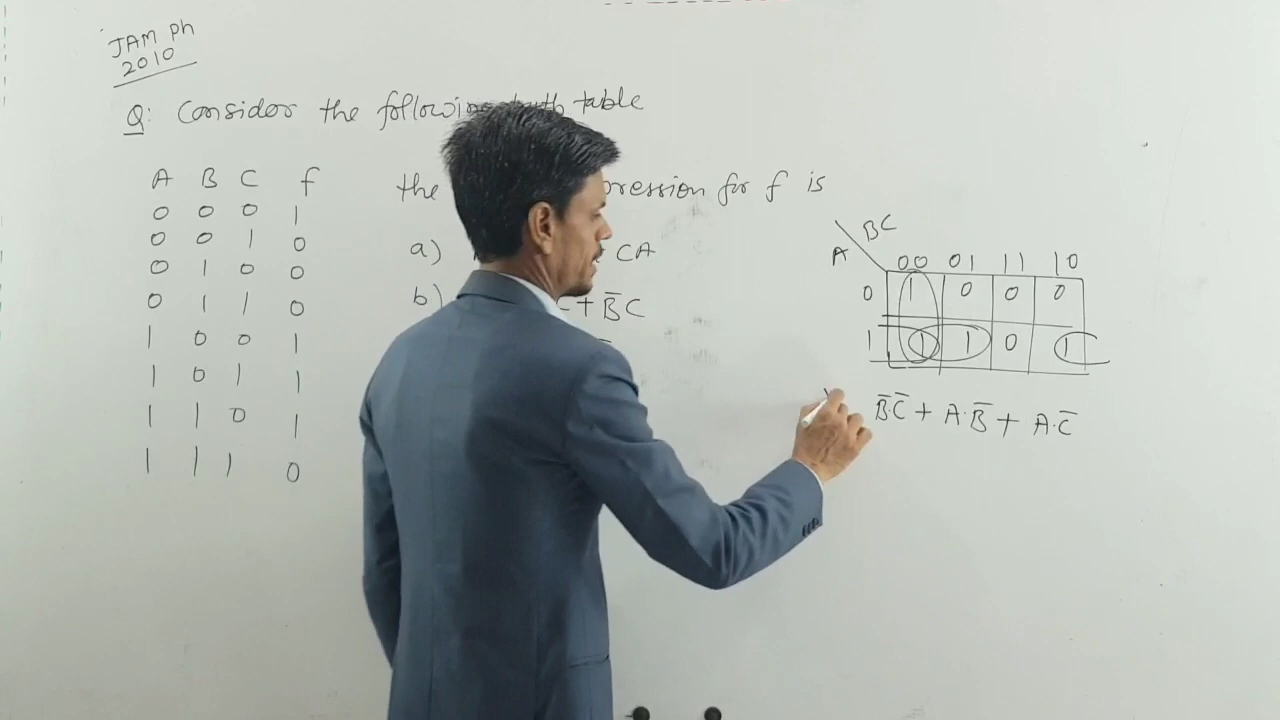 JAM Ph
2010
Q: Consider the following truth table
A B C f
0 0 0 1
0 0 1 0
0 1 0 0
0 1 1 0
1 0 0 1
1 0 1 1
1 1 0 1
1 1 1 0
the for f is
a) CA
b) + B̅C
A BC
00 01 11 10
0 1 0 0 0
1 1 1 0 1
B̅·C̅ + A·B̅ + A·C̅